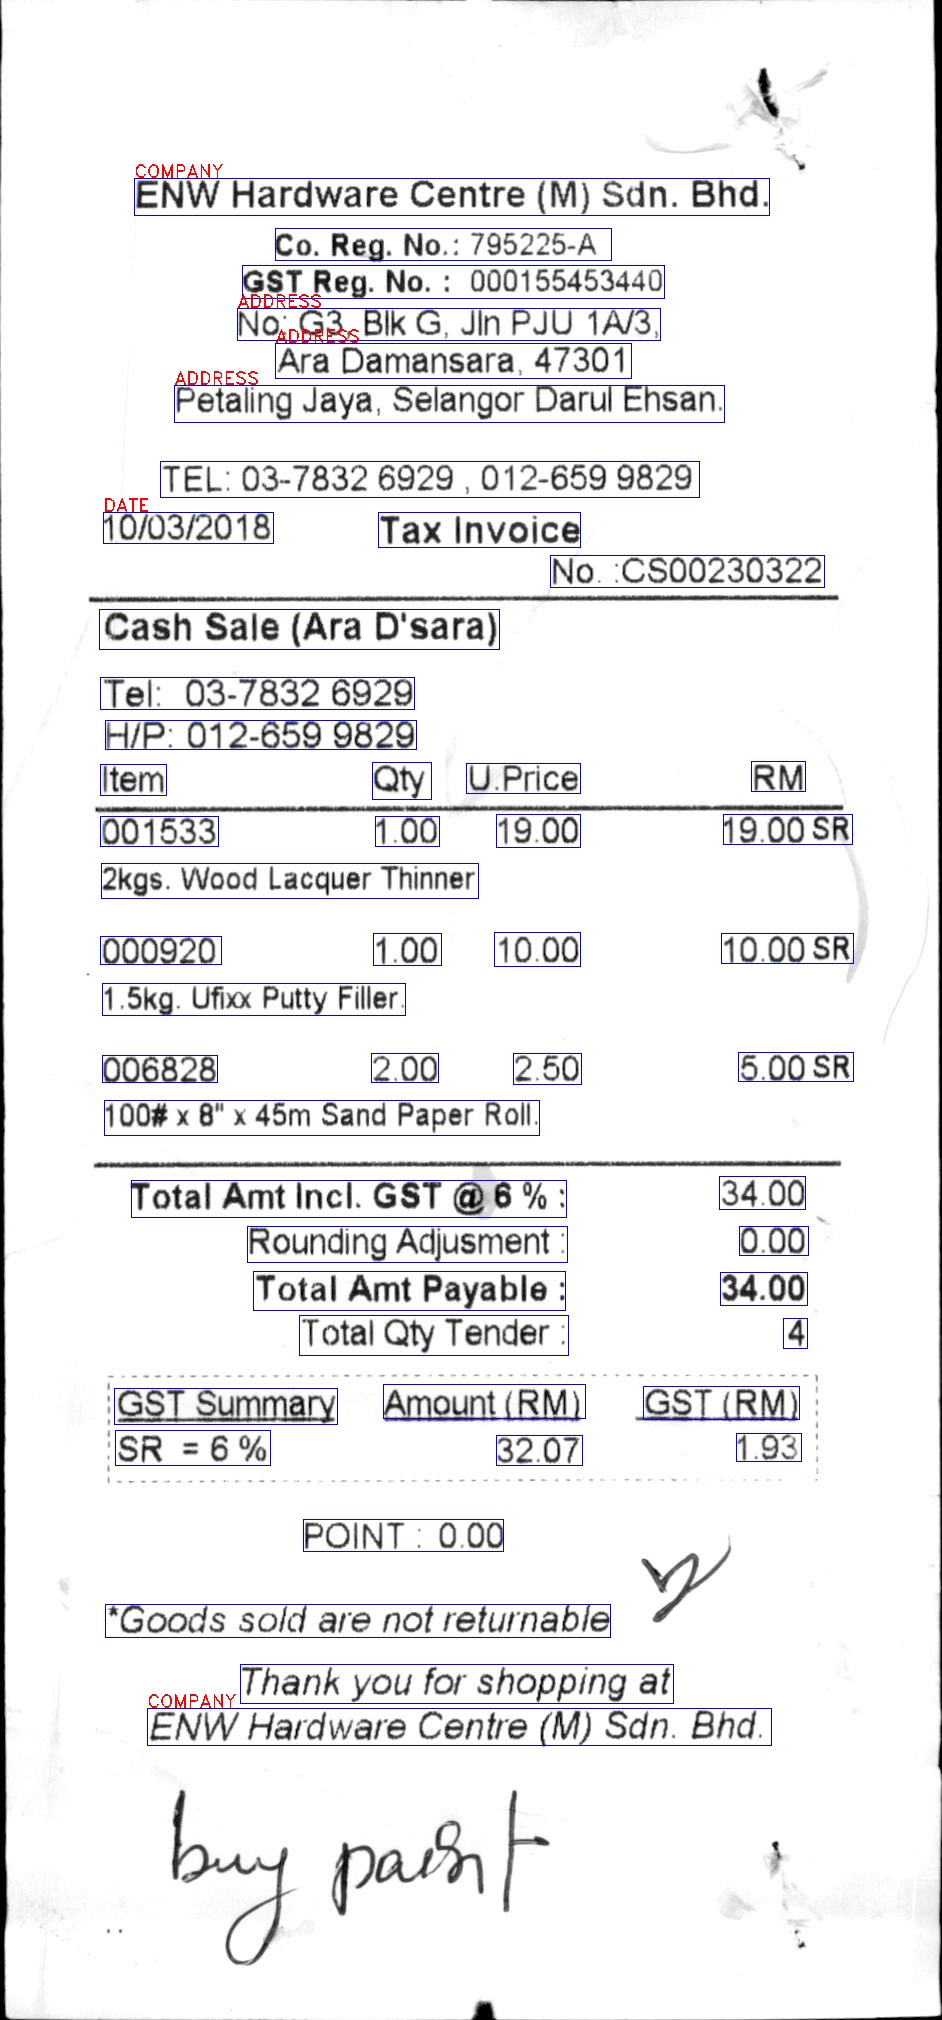 COMPANY
ENW Hardware Centre (M) Sdn. Bhd.
Co. Reg. No.: 795225-A
GST Reg. No. : 000155453440
ADDRESS
No: G3, Blk G, Jln PJU 1A/3,
ADDRESS
Ara Damansara, 47301
ADDRESS
Petaling Jaya, Selangor Darul Ehsan.
TEL: 03-7832 6929 , 012-659 9829
DATE
10/03/2018 Tax Invoice
No. :CS00230322
Cash Sale (Ara D'sara)
Tel: 03-7832 6929
H/P: 012-659 9829
Item Qty U.Price RM
001533 1.00 19.00 19.00 SR
2kgs. Wood Lacquer Thinner
000920 1.00 10.00 10.00 SR
1.5kg. Ufixx Putty Filler.
006828 2.00 2.50 5.00 SR
100# x 8" x 45m Sand Paper Roll.
Total Amt Incl. GST @ 6 % : 34.00
Rounding Adjusment : 0.00
Total Amt Payable : 34.00
Total Qty Tender : 4
GST Summary Amount (RM) GST (RM)
SR = 6 % 32.07 1.93
POINT : 0.00
*Goods sold are not returnable
Thank you for shopping at
COMPANY
ENW Hardware Centre (M) Sdn. Bhd.
buy paint